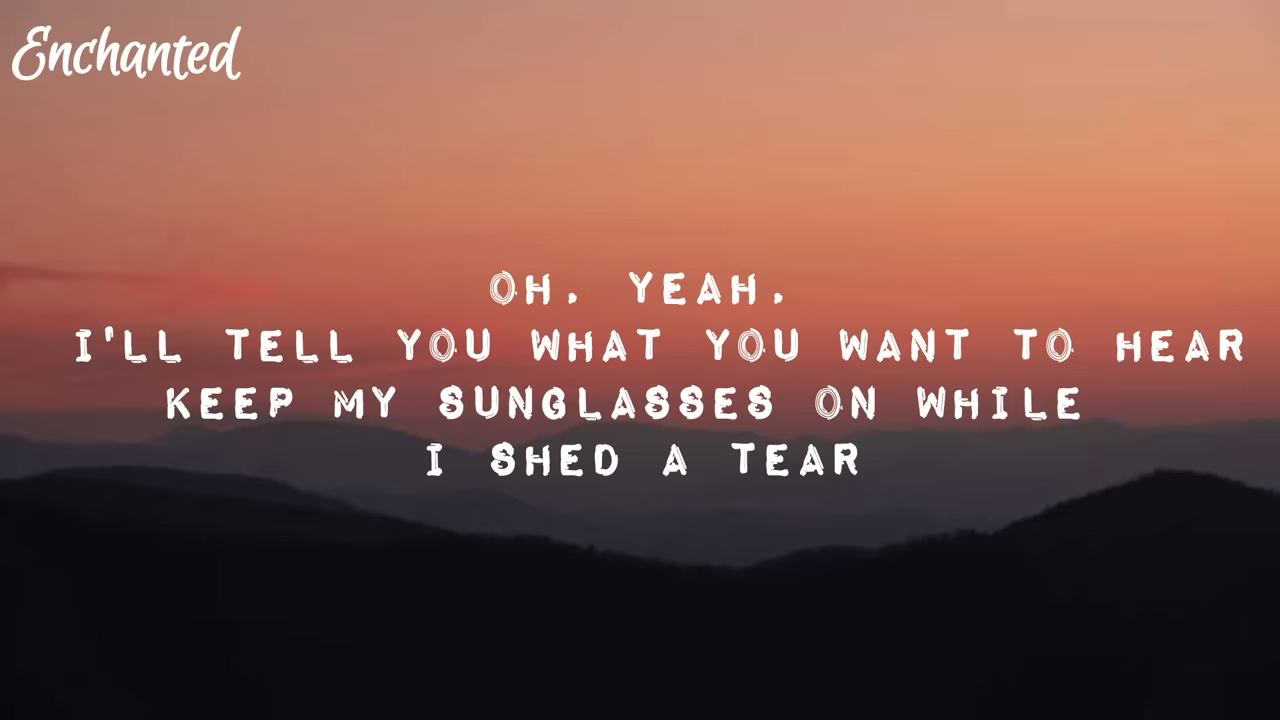 Enchanted
OH, YEAH,
I'LL TELL YOU WHAT YOU WANT TO HEAR
KEEP MY SUNGLASSES ON WHILE
I SHED A TEAR